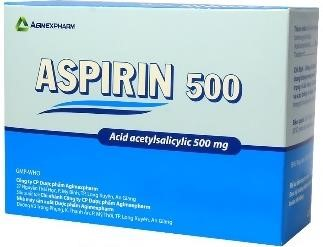 AGIMEXPHARM
ASPIRIN 500
Acid acetylsalicylic 500 mg
GMP-WHO
Công ty CP Dược phẩm Agimexpharm
27 Nguyễn Thái Học, P. Mỹ Bình, TP. Long Xuyên, An Giang
Sản xuất tại: Chi nhánh Công ty CP Dược phẩm Agimexpharm
Nhà máy sản xuất Dược phẩm Agimexpharm
Đường Vũ Trọng Phụng, K. Thạnh An, P. Mỹ Thới, TP. Long Xuyên, An Giang